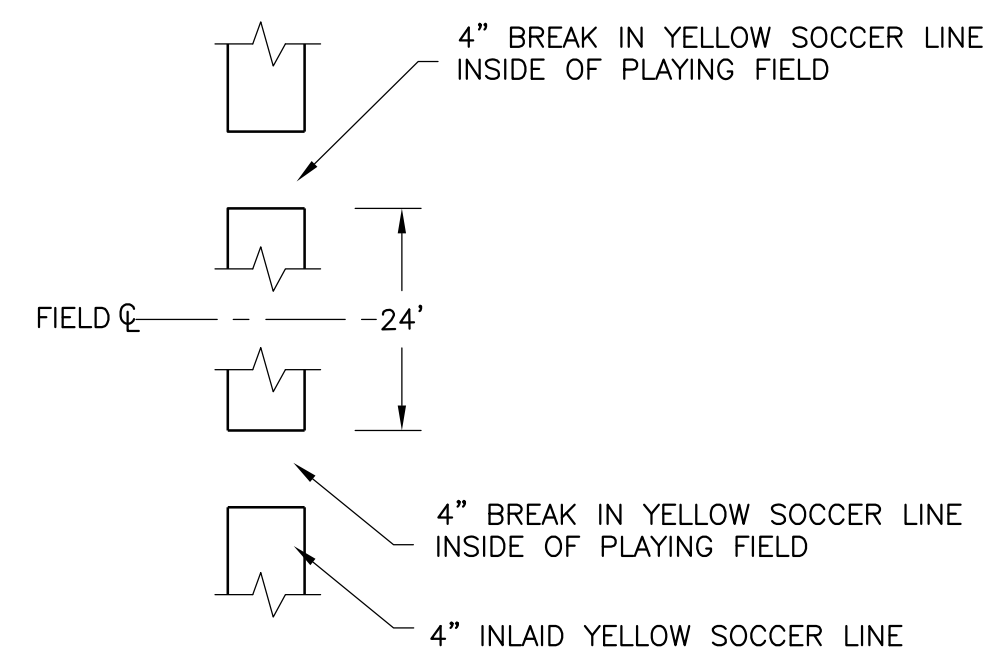 4” BREAK IN YELLOW SOCCER LINE
INSIDE OF PLAYING FIELD
FIELD ℄
24'
4” BREAK IN YELLOW SOCCER LINE
INSIDE OF PLAYING FIELD
4” INLAID YELLOW SOCCER LINE